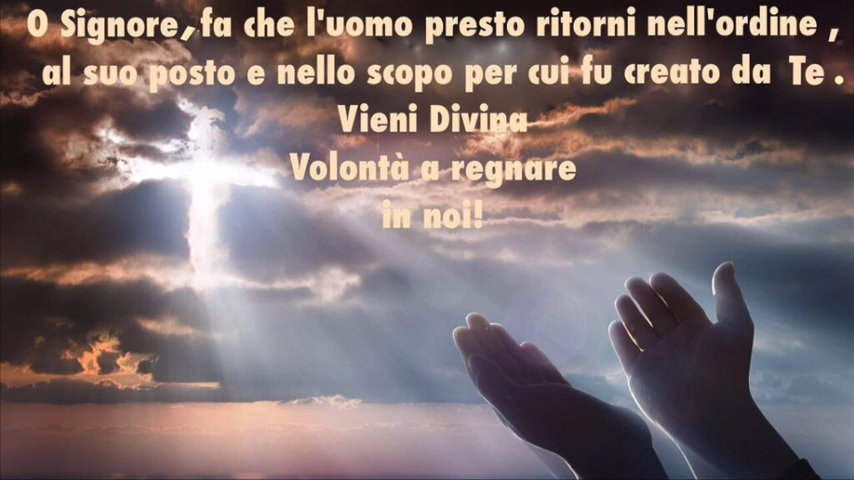 O Signore, fa che l'uomo presto ritorni nell'ordine ,
al suo posto e nello scopo per cui fu creato da Te .
Vieni Divina
Volontà a regnare
in noi!